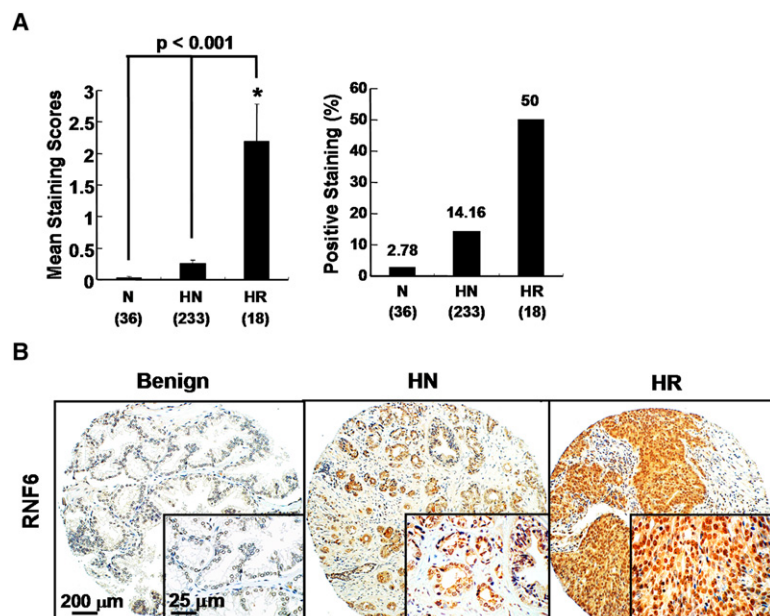 A
p < 0.001
*
Mean Staining Scores
3
2.5
2
1.5
1
0.5
0
N
HN
HR
(36)
(233)
(18)
Positive Staining (%)
60
50
40
30
20
10
0
2.78
14.16
50
N
HN
HR
(36)
(233)
(18)
B
Benign
HN
HR
RNF6
200 μm
25 μm